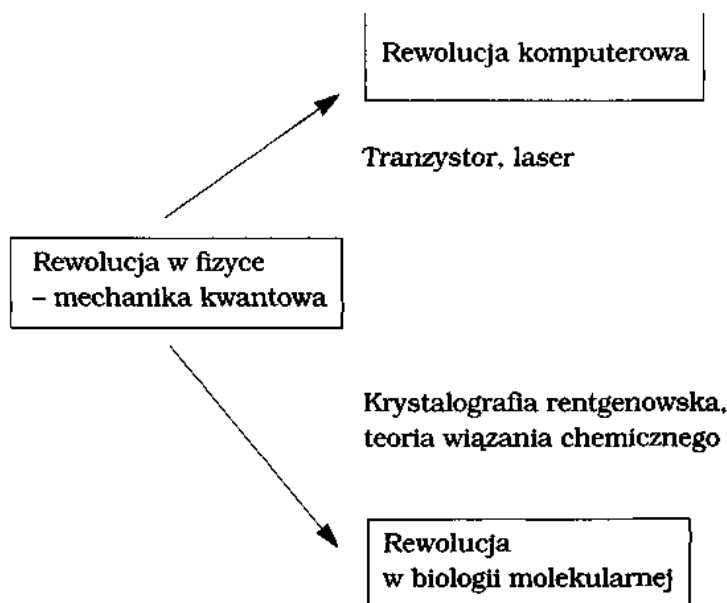 Rewolucja komputerowa
Tranzystor, laser
Rewolucja w fizyce
– mechanika kwantowa
Krystalografia rentgenowska,
teoria wiązania chemicznego
Rewolucja
w biologii molekularnej